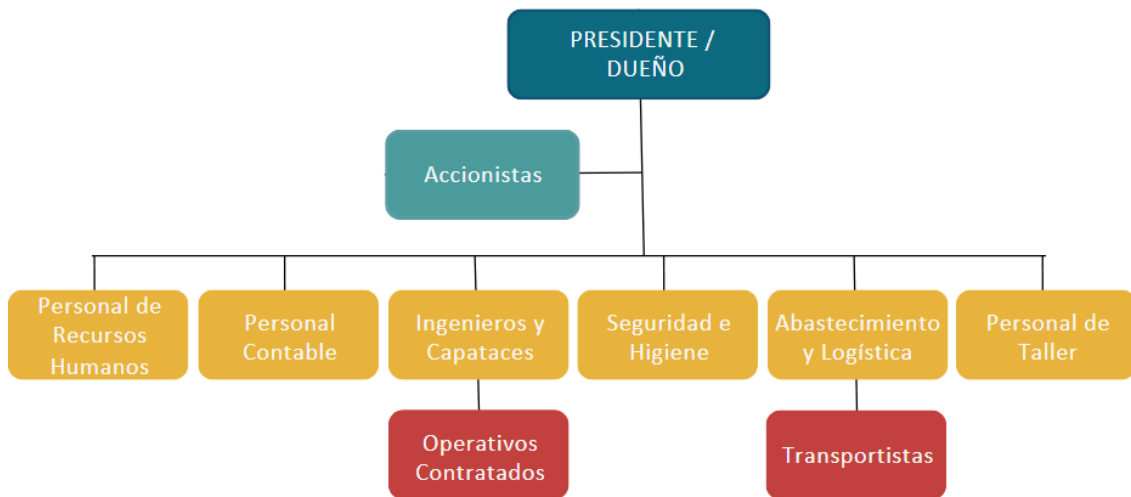 PRESIDENTE /
DUEÑO
Accionistas
Personal de
Recursos
Humanos
Personal
Contable
Ingenieros y
Capataces
Seguridad e
Higiene
Abastecimiento
y Logística
Personal de
Taller
Operativos
Contratados
Transportistas